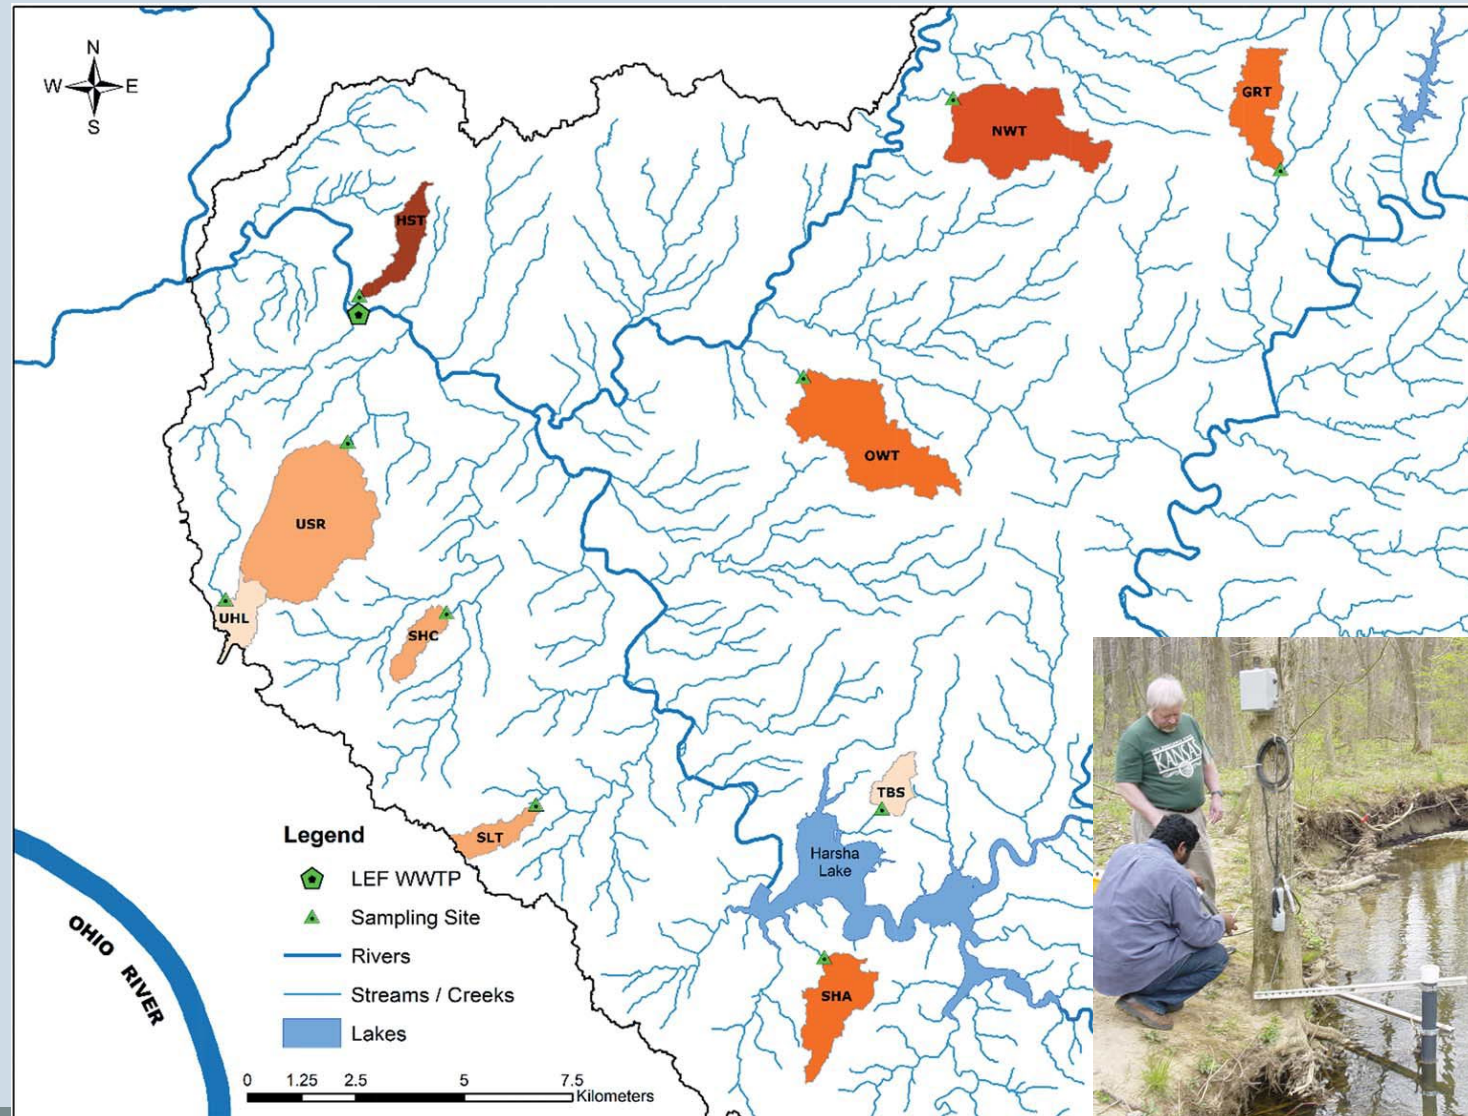 N
W E
S
GRT
NWT
HST
OWT
USR
UHL
SHC
TBS
Harsha
Lake
SLT
SHA
OHIO RIVER
Legend
LEF WWTP
Sampling Site
Rivers
Streams / Creeks
Lakes
0 1.25 2.5 5 7.5
Kilometers
KANSAS